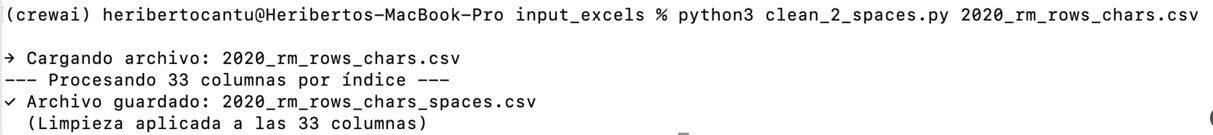 (crewai) heribertocantu@Heribertos-MacBook-Pro input_excels % python3 clean_2_spaces.py 2020_rm_rows_chars.csv
→ Cargando archivo: 2020_rm_rows_chars.csv
--- Procesando 33 columnas por índice ---
✓ Archivo guardado: 2020_rm_rows_chars_spaces.csv
(Limpieza aplicada a las 33 columnas)